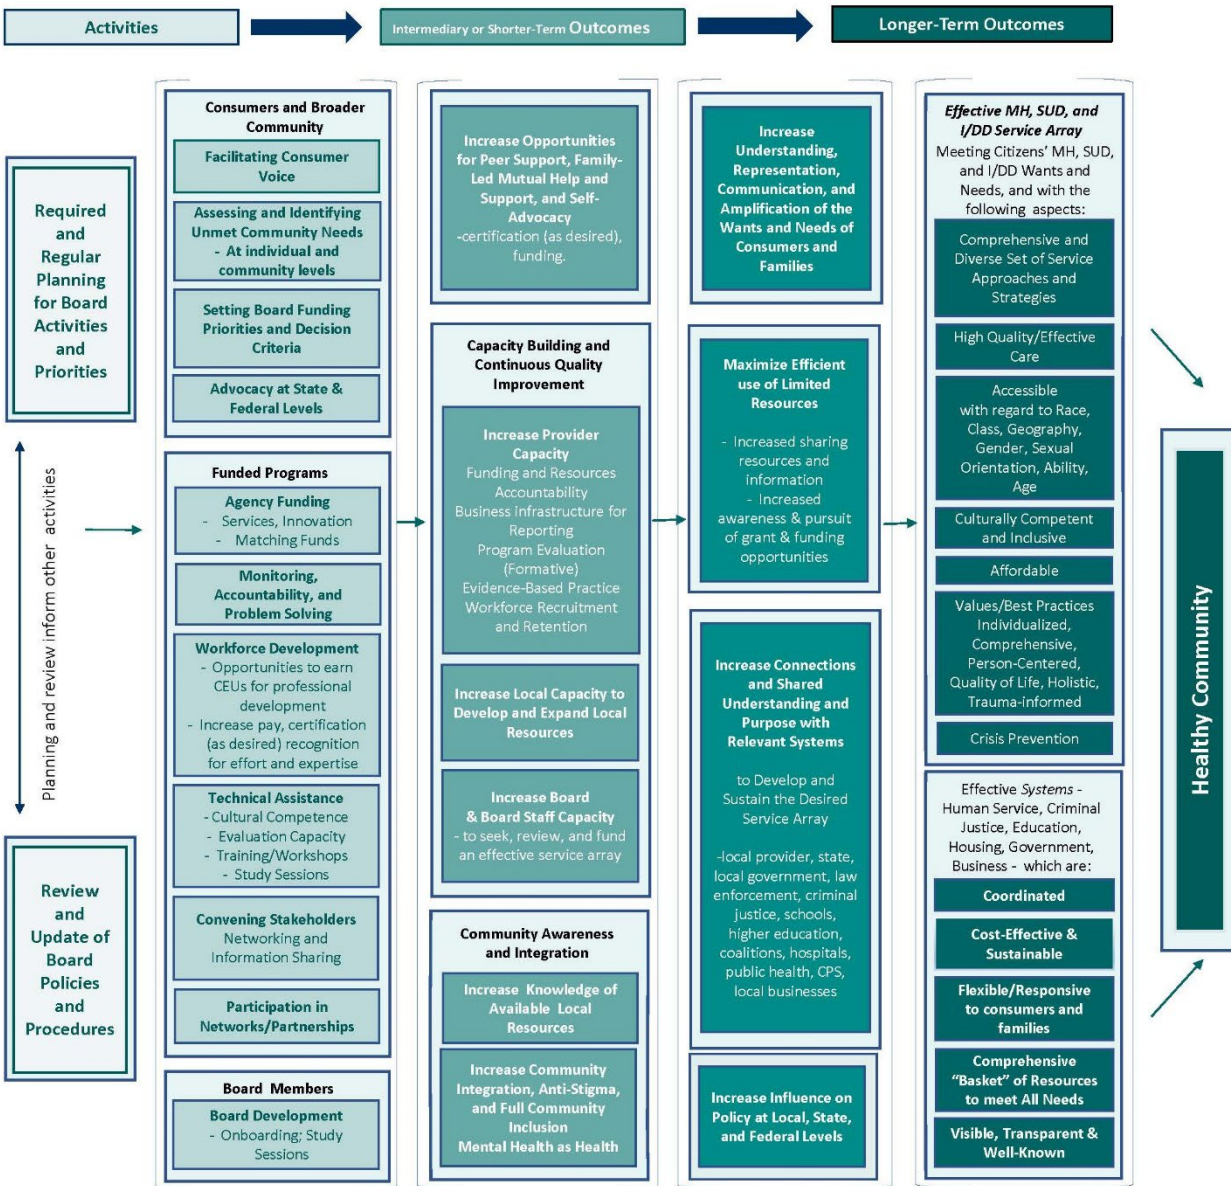 Activities
Intermediary or Shorter-Term Outcomes
Longer-Term Outcomes
Required
and
Regular
Planning
for Board
Activities
and
Priorities
Planning and review inform other activities
Review
and
Update of
Board
Policies
and
Procedures
Consumers and Broader
Community
Facilitating Consumer
Voice
Assessing and Identifying
Unmet Community Needs
- At individual and
community levels
Setting Board Funding
Priorities and Decision
Criteria
Advocacy at State &
Federal Levels
Funded Programs
Agency Funding
- Services, Innovation
- Matching Funds
Monitoring,
Accountability, and
Problem Solving
Workforce Development
- Opportunities to earn
CEUs for professional
development
- Increase pay, certification
(as desired) recognition
for effort and expertise
Technical Assistance
- Cultural Competence
- Evaluation Capacity
- Training/Workshops
- Study Sessions
Convening Stakeholders
Networking and
Information Sharing
Participation in
Networks/Partnerships
Board Members
Board Development
- Onboarding; Study
Sessions
Increase Opportunities
for Peer Support, Family-
Led Mutual Help and
Support, and Self-
Advocacy
-certification (as desired),
funding.
Capacity Building and
Continuous Quality
Improvement
Increase Provider
Capacity
Funding and Resources
Accountability
Business infrastructure for
Reporting
Program Evaluation
(Formative)
Evidence-Based Practice
Workforce Recruitment
and Retention
Increase Local Capacity to
Develop and Expand Local
Resources
Increase Board
& Board Staff Capacity
- to seek, review, and fund
an effective service array
Community Awareness
and Integration
Increase Knowledge of
Available Local
Resources
Increase Community
Integration, Anti-Stigma,
and Full Community
Inclusion
Mental Health as Health
Increase
Understanding,
Representation,
Communication, and
Amplification of the
Wants and Needs of
Consumers and
Families
Maximize Efficient
use of Limited
Resources
- Increased sharing
resources and
information
- Increased
awareness & pursuit
of grant & funding
opportunities
Increase Connections
and Shared
Understanding and
Purpose with
Relevant Systems
to Develop and
Sustain the Desired
Service Array
-local provider, state,
local government, law
enforcement, criminal
justice, schools,
higher education,
coalitions, hospitals,
public health, CPS,
local businesses
Increase Influence on
Policy at Local, State,
and Federal Levels
Effective MH, SUD, and
I/DD Service Array
Meeting Citizens' MH, SUD,
and I/DD Wants and
Needs, and with the
following aspects:
Comprehensive and
Diverse Set of Service
Approaches and
Strategies
High Quality/Effective
Care
Accessible
with regard to Race,
Class, Geography,
Gender, Sexual
Orientation, Ability,
Age
Culturally Competent
and Inclusive
Affordable
Values/Best Practices
Individualized,
Comprehensive,
Person-Centered,
Quality of Life, Holistic,
Trauma-informed
Crisis Prevention
Effective Systems -
Human Service, Criminal
Justice, Education,
Housing, Government,
Business - which are:
Coordinated
Cost-Effective &
Sustainable
Flexible/Responsive
to consumers and
families
Comprehensive
“Basket” of Resources
to meet All Needs
Visible, Transparent &
Well-Known
Healthy Community